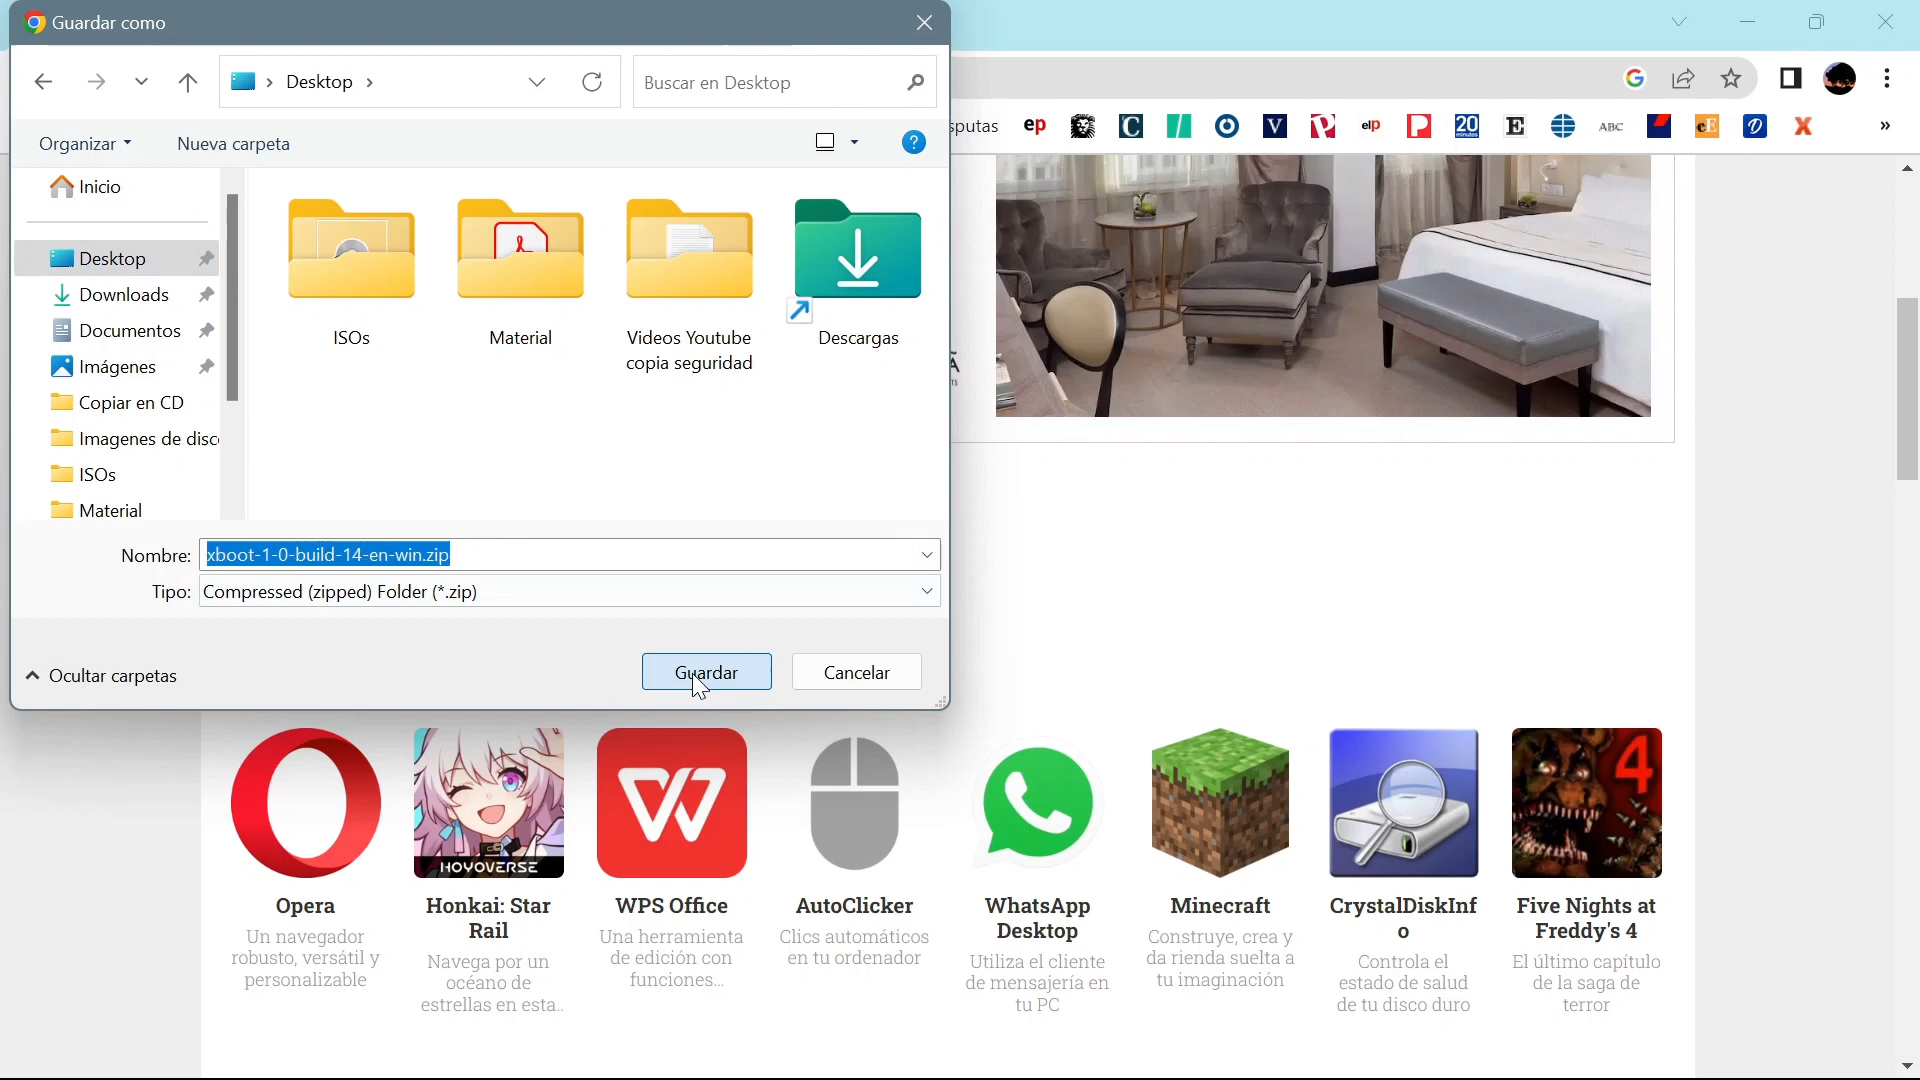 Guardar como
Desktop
Buscar en Desktop
Organizar
Nueva carpeta
Inicio
Desktop
Downloads
Documentos
Imágenes
Copiar en CD
Imagenes de disc
ISOs
Material
ISOs
Material
Videos Youtube
copia seguridad
Descargas
Nombre: xboot-1-0-build-14-en-win.zip
Tipo: Compressed (zipped) Folder (*.zip)
Ocultar carpetas
Guardar
Cancelar
sputas
ep
C
V
elp
P
20
minutos
E
ABC
eE
X
»
Opera
Un navegador
robusto, versátil y
personalizable
HOYOVERSE
Honkai: Star
Rail
Navega por un
océano de
estrellas en esta..
W
WPS Office
Una herramienta
de edición con
funciones...
AutoClicker
Clics automáticos
en tu ordenador
WhatsApp
Desktop
Utiliza el cliente
de mensajería en
tu PC
Minecraft
Construye, crea y
da rienda suelta a
tu imaginación
CrystalDiskInf
o
Controla el
estado de salud
de tu disco duro
4
Five Nights at
Freddy's 4
El último capítulo
de la saga de
terror